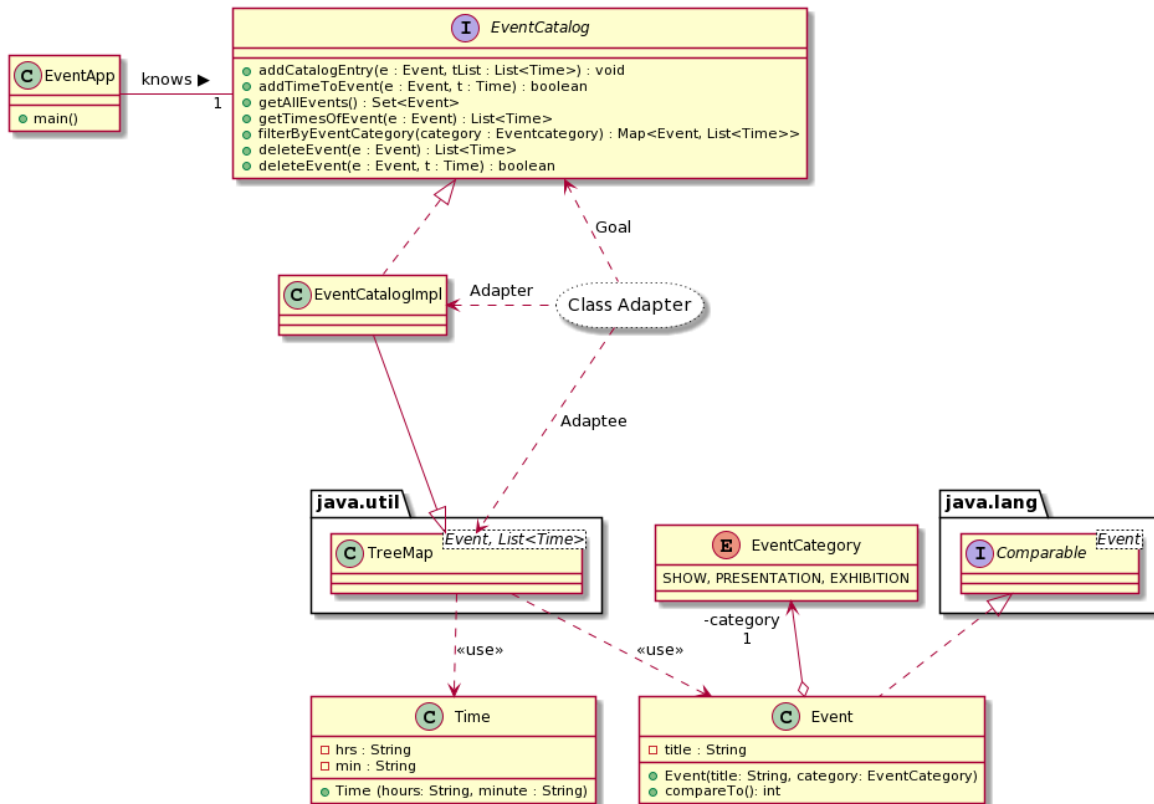 I EventCatalog
addCatalogEntry(e : Event, tList : List<Time>) : void
addTimeToEvent(e : Event, t : Time) : boolean
getAllEvents() : Set<Event>
getTimesOfEvent(e : Event) : List<Time>
filterByEventCategory(category : Eventcategory) : Map<Event, List<Time>>
deleteEvent(e : Event) : List<Time>
deleteEvent(e : Event, t : Time) : boolean
C EventApp
main()
knows ▶
1
Goal
C EventCatalogImpl
Adapter
Class Adapter
Adaptee
java.util
C TreeMap
Event, List<Time>
E EventCategory
SHOW, PRESENTATION, EXHIBITION
java.lang
I Comparable
Event
-category
1
«use»
«use»
C Time
hrs : String
min : String
Time (hours: String, minute : String)
C Event
title : String
Event(title: String, category: EventCategory)
compareTo(): int